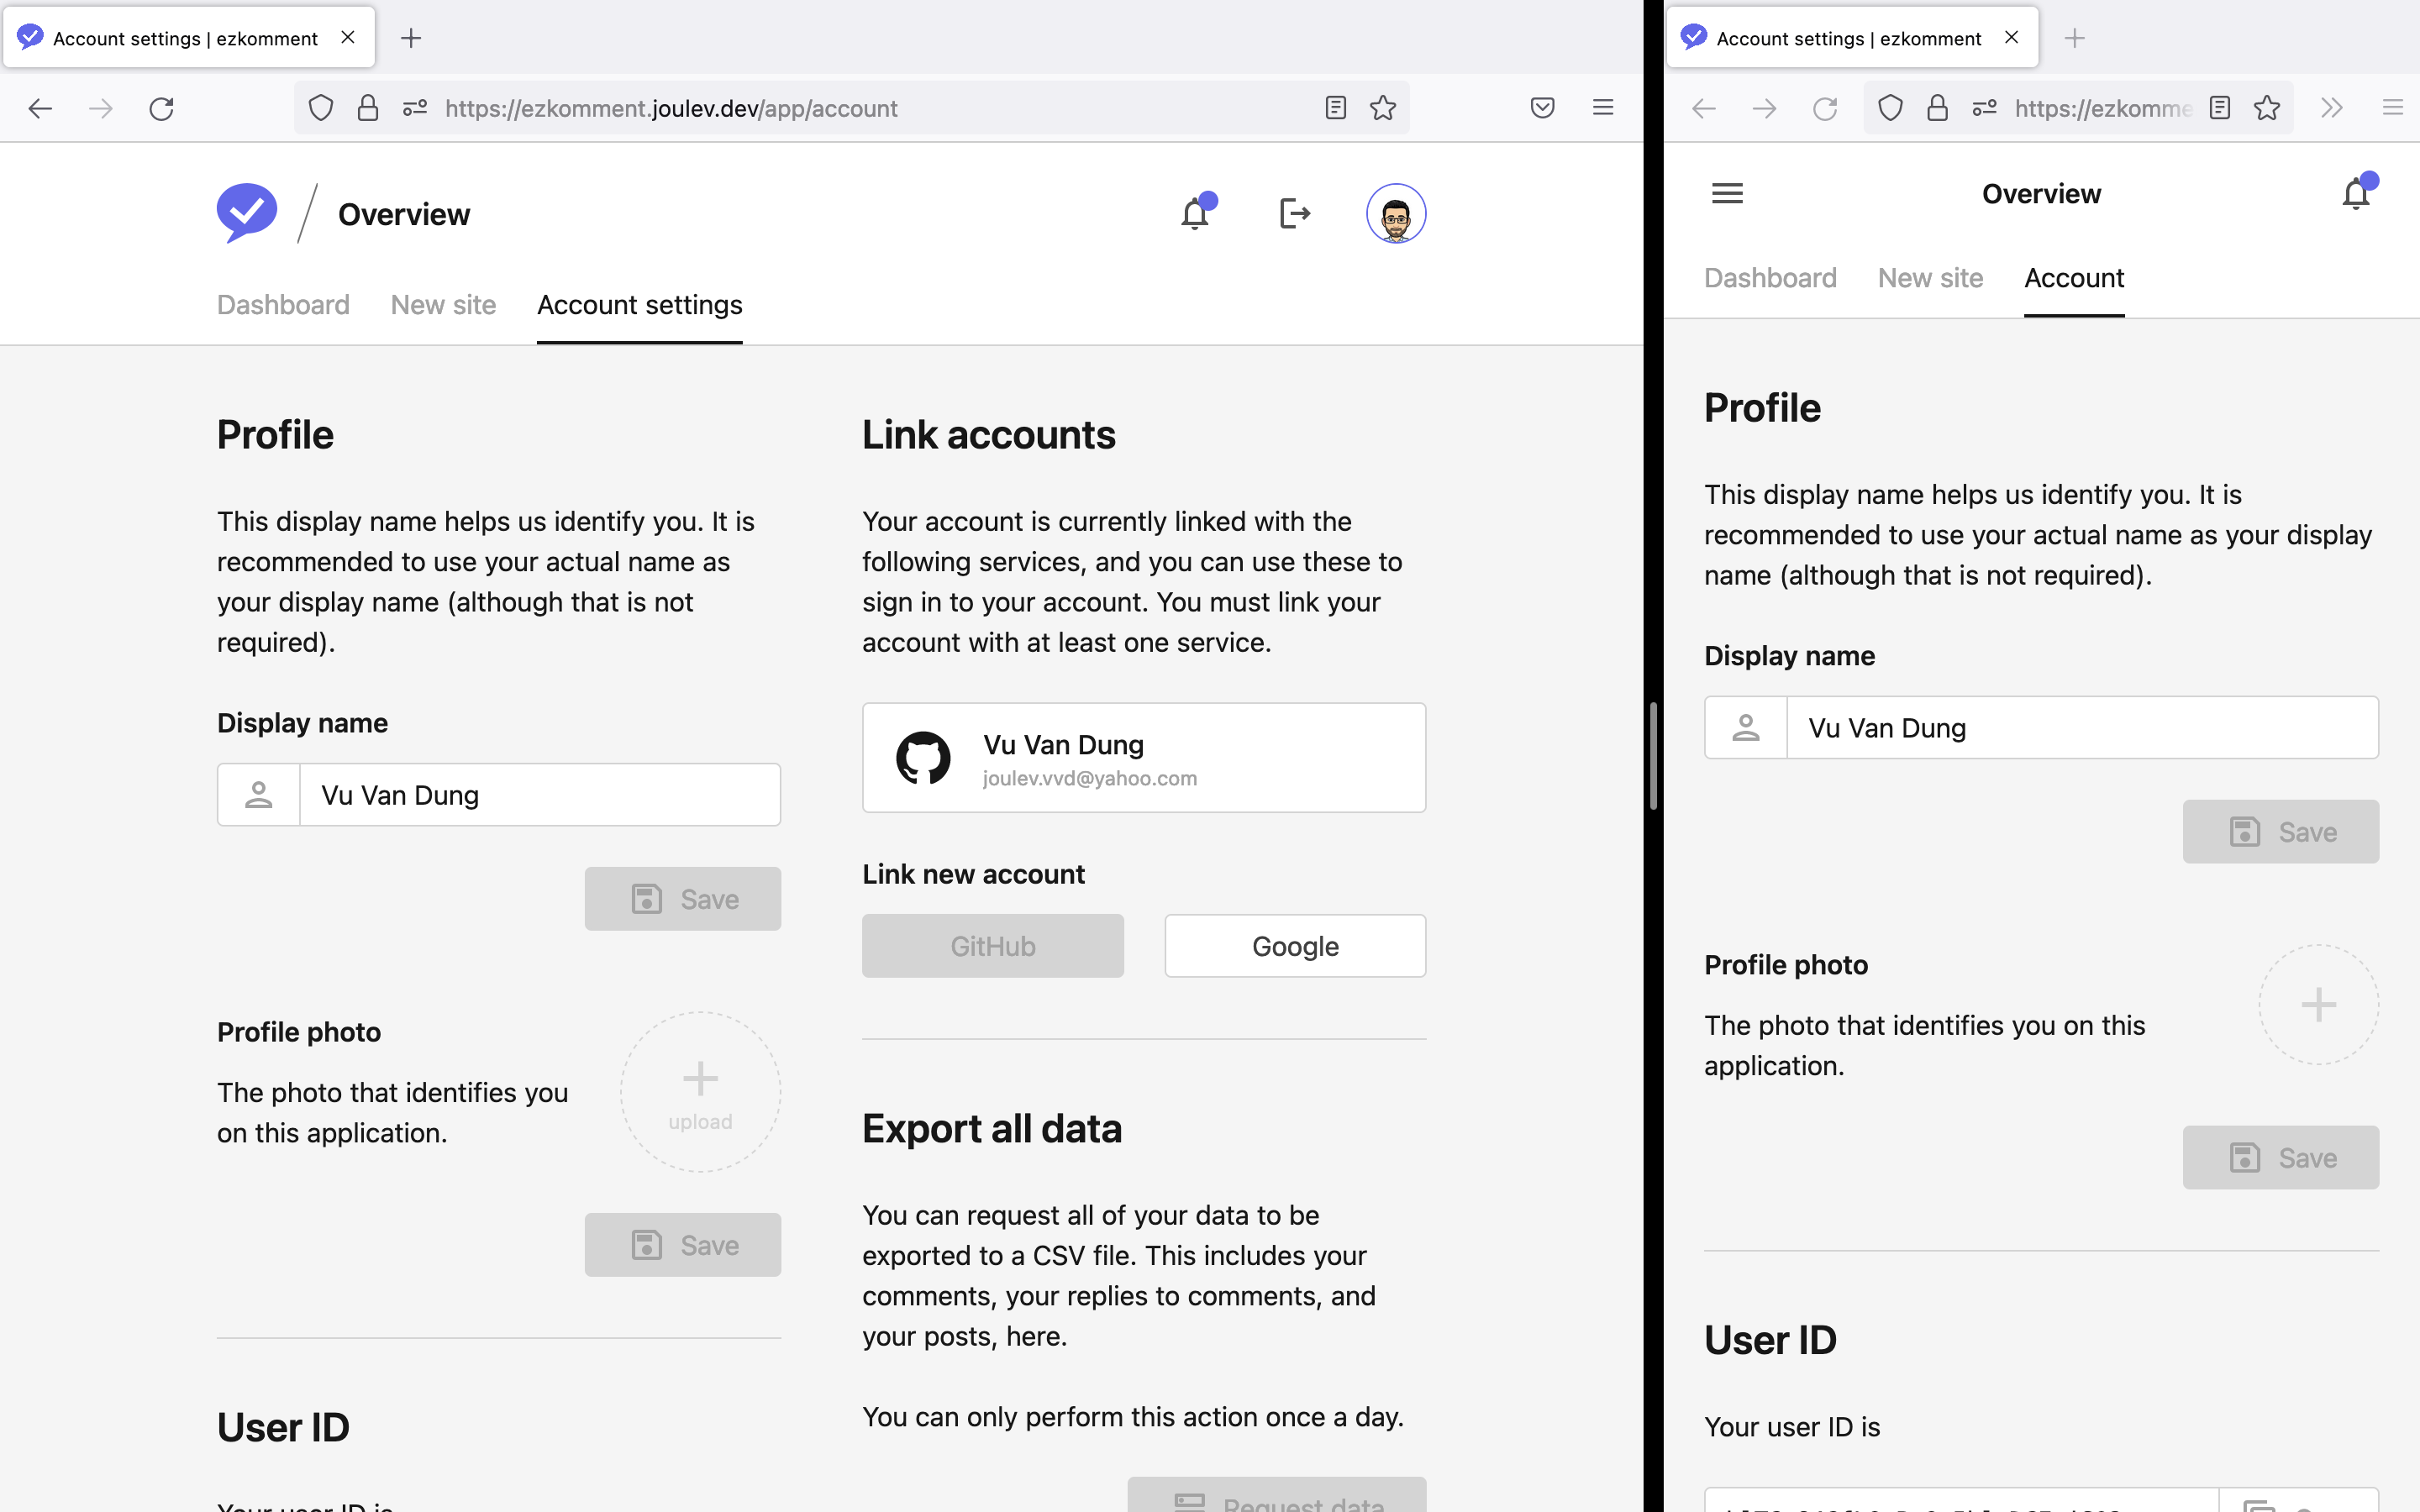 Account settings | ezkomment
https://ezkomment.joulev.dev/app/account
Overview
Dashboard New site Account settings
Profile
This display name helps us identify you. It is
recommended to use your actual name as
your display name (although that is not
required).
Display name
Vu Van Dung
Save
Profile photo
The photo that identifies you
on this application.
upload
Save
User ID
Your user ID is
Link accounts
Your account is currently linked with the
following services, and you can use these to
sign in to your account. You must link your
account with at least one service.
Vu Van Dung
joulev.vvd@yahoo.com
Link new account
GitHub Google
Export all data
You can request all of your data to be
exported to a CSV file. This includes your
comments, your replies to comments, and
your posts, here.
You can only perform this action once a day.
Request data
Account settings | ezkomment
https://ezkomme
Overview
Dashboard New site Account
Profile
This display name helps us identify you. It is
recommended to use your actual name as your display
name (although that is not required).
Display name
Vu Van Dung
Save
Profile photo
The photo that identifies you on this
application.
Save
User ID
Your user ID is